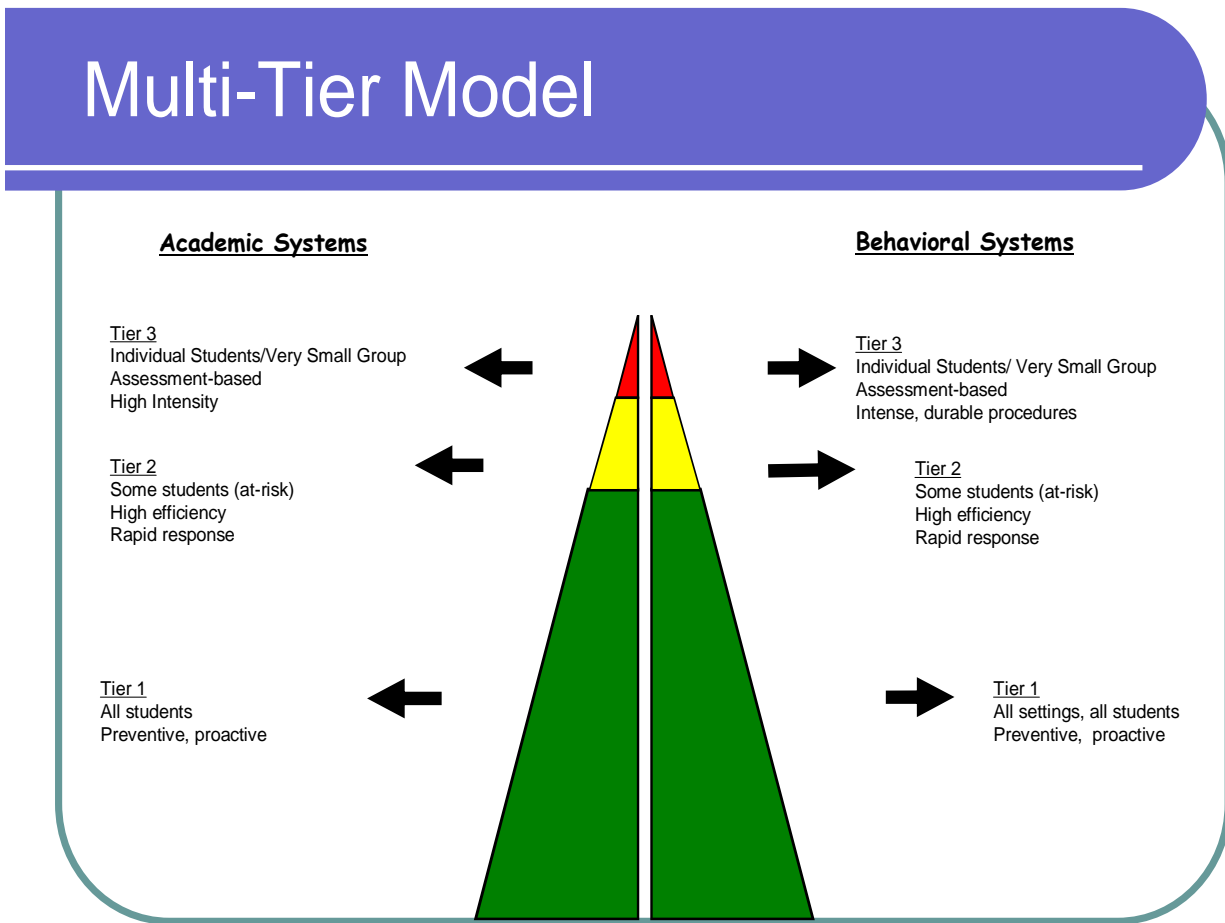 Multi-Tier Model
Academic Systems
Tier 3
Individual Students/Very Small Group
Assessment-based
High Intensity
Tier 2
Some students (at-risk)
High efficiency
Rapid response
Tier 1
All students
Preventive, proactive
Behavioral Systems
Tier 3
Individual Students/ Very Small Group
Assessment-based
Intense, durable procedures
Tier 2
Some students (at-risk)
High efficiency
Rapid response
Tier 1
All settings, all students
Preventive,  proactive